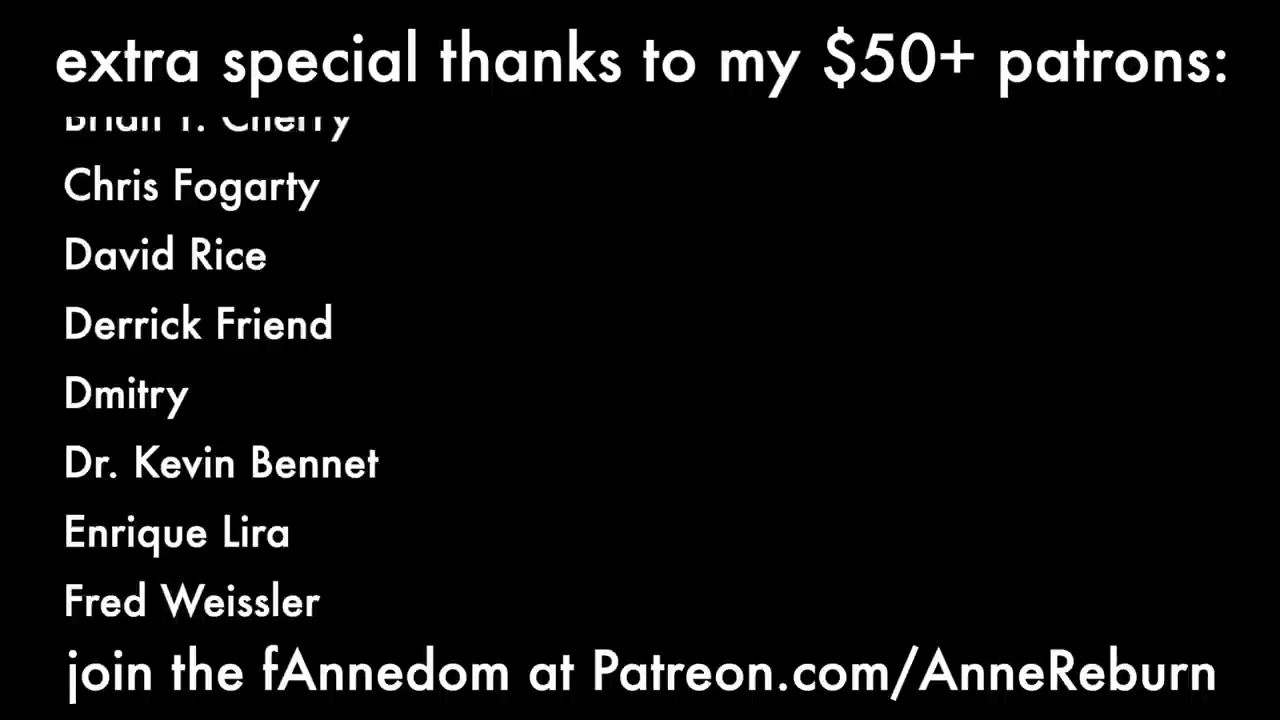 extra special thanks to my $50+ patrons:
Cherry
Chris Fogarty
David Rice
Derrick Friend
Dmitry
Dr. Kevin Bennet
Enrique Lira
Fred Weissler
join the fAnnedom at Patreon.com/AnneReburn